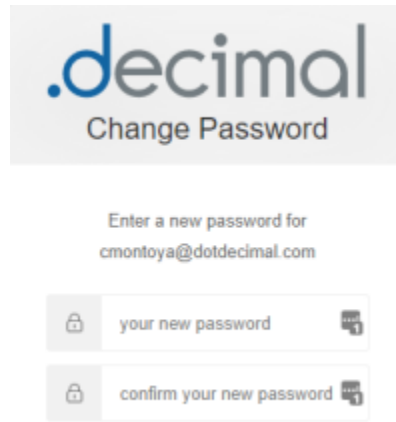 .decimal
Change Password
Enter a new password for
cmontoya@dotdecimal.com
your new password
confirm your new password